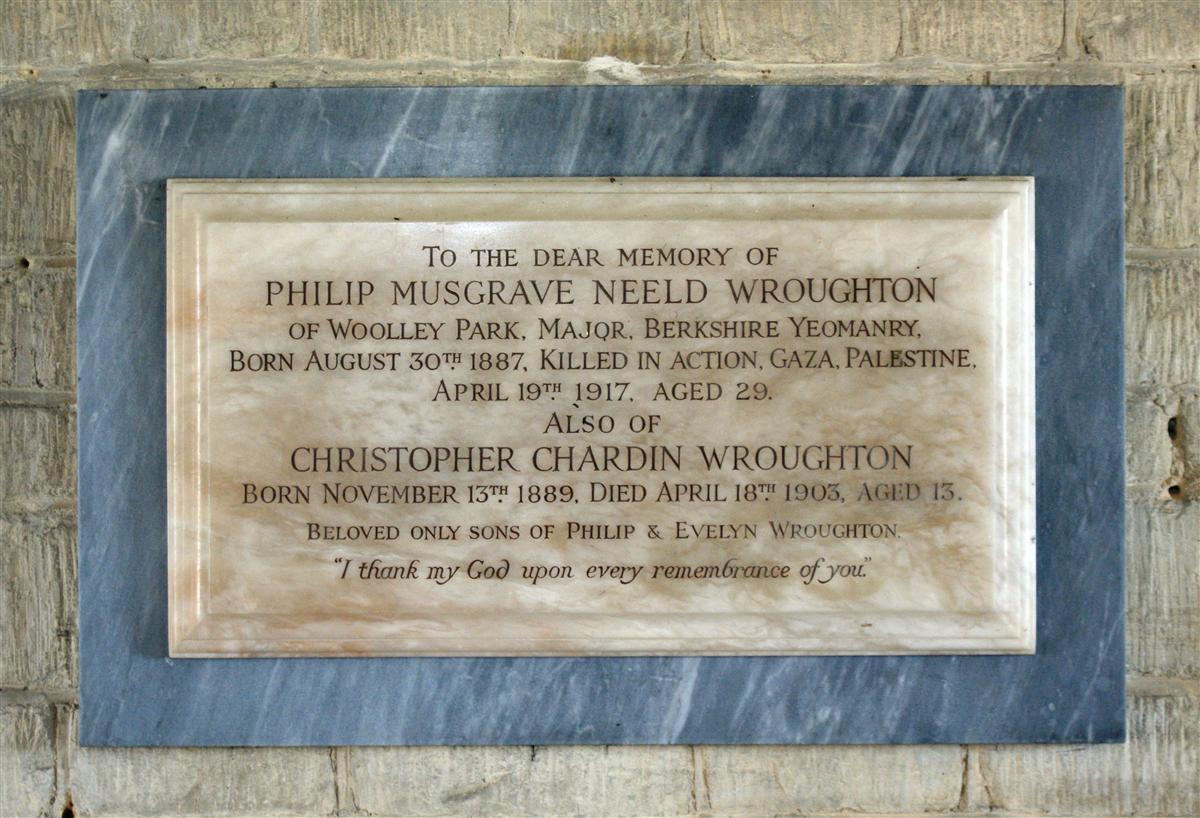 TO THE DEAR MEMORY OF
PHILIP MUSGRAVE NEELD WROUGHTON
OF WOOLLEY PARK, MAJOR, BERKSHIRE YEOMANRY,
BORN AUGUST 30TH 1887, KILLED IN ACTION, GAZA, PALESTINE,
APRIL 19TH 1917, AGED 29.
ALSO OF
CHRISTOPHER CHARDIN WROUGHTON
BORN NOVEMBER 13TH 1889, DIED APRIL 18TH 1903, AGED 13.
BELOVED ONLY SONS OF PHILIP & EVELYN WROUGHTON.
"I thank my God upon every remembrance of you."